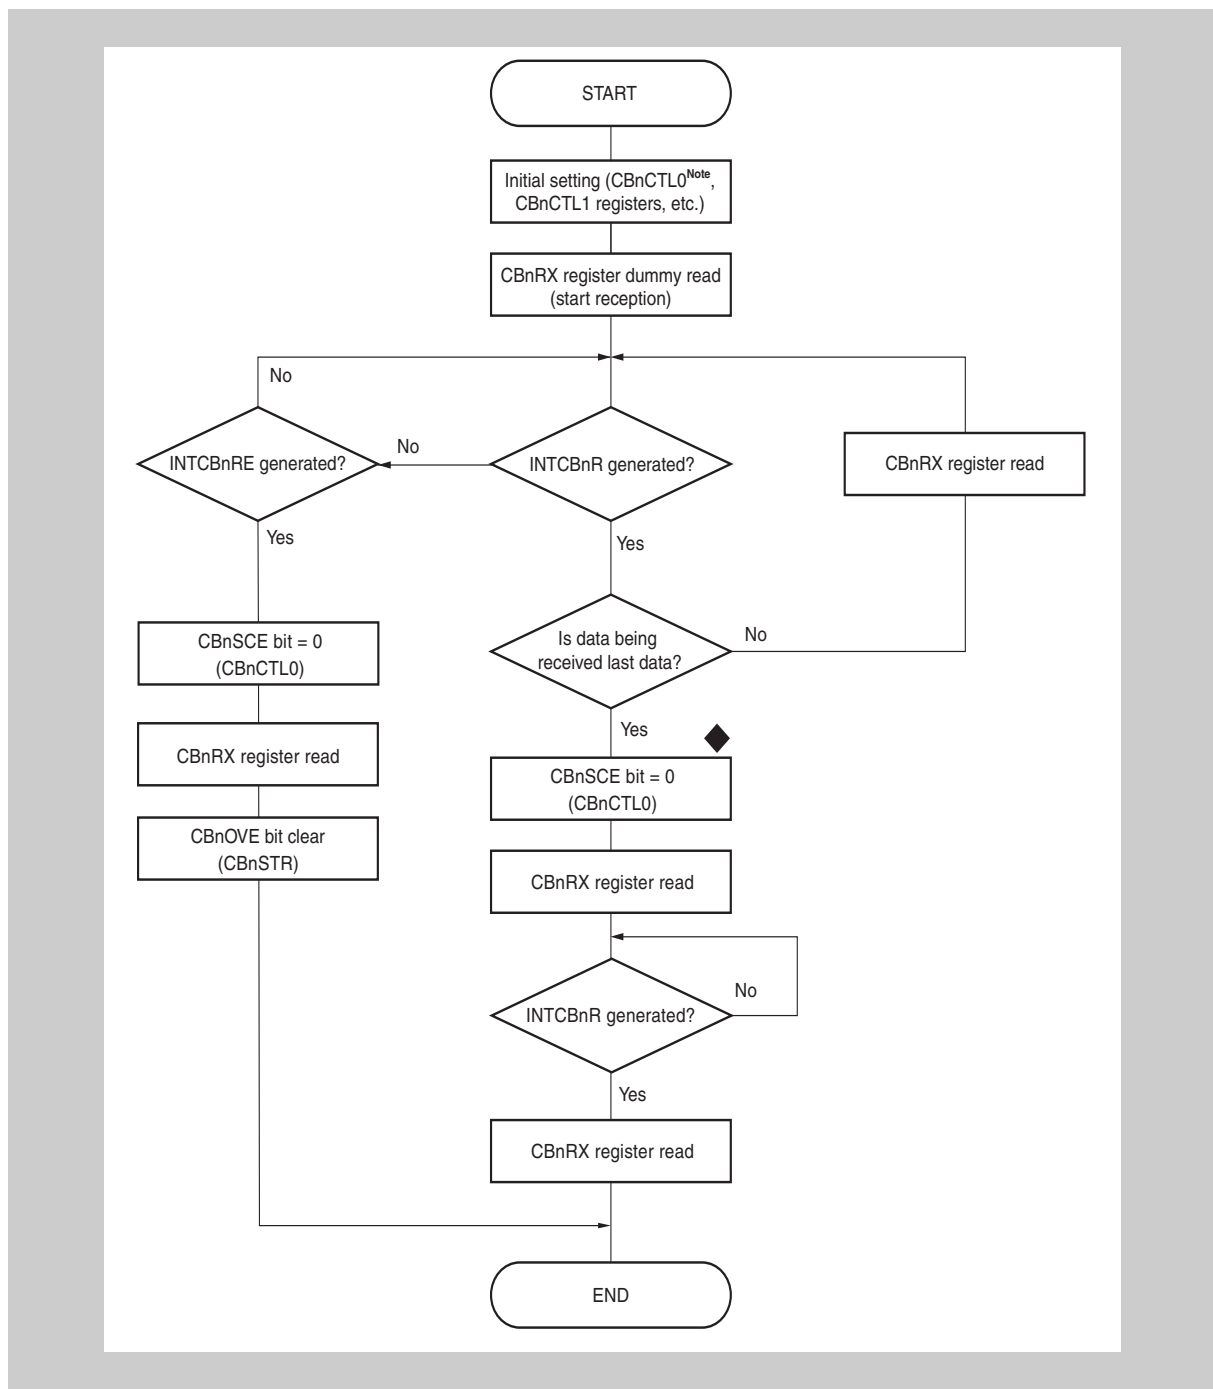 START
Initial setting (CBnCTL0Note,
CBnCTL1 registers, etc.)
CBnRX register dummy read
(start reception)
No
INTCBnRE generated?
No
INTCBnR generated?
CBnRX register read
Yes
Yes
Is data being
received last data?
No
CBnSCE bit = 0
(CBnCTL0)
Yes
CBnRX register read
CBnSCE bit = 0
(CBnCTL0)
CBnOVE bit clear
(CBnSTR)
CBnRX register read
INTCBnR generated?
No
Yes
CBnRX register read
END